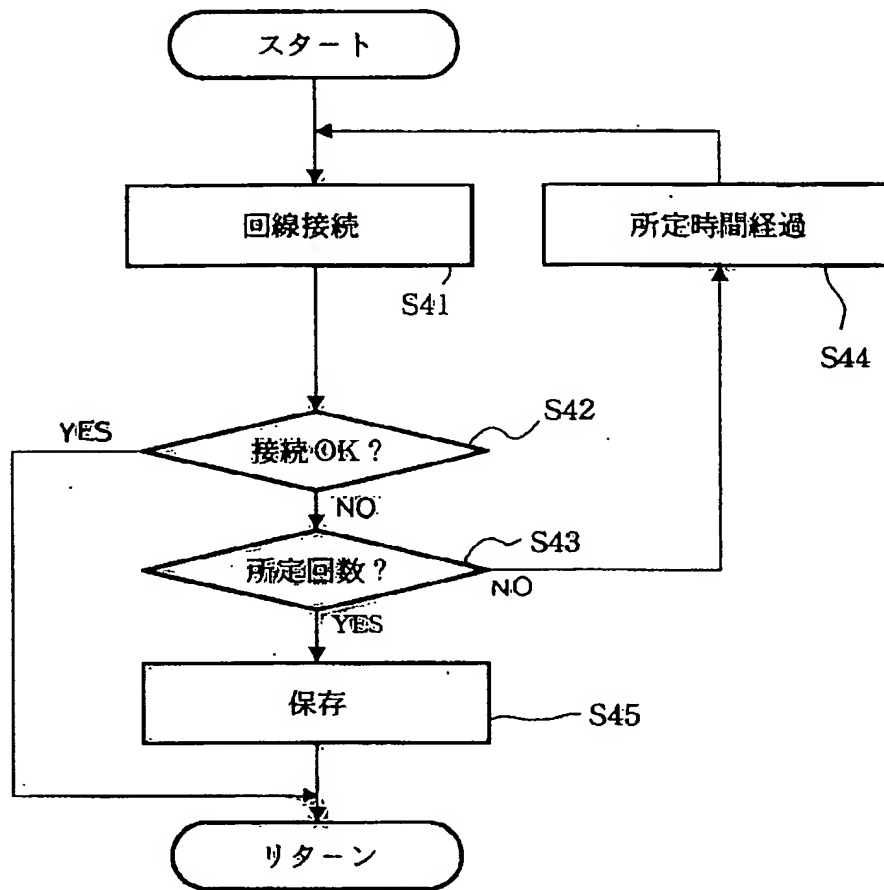 スタート
回線接続
S41
所定時間経過
S44
接続OK?
S42
YES
NO
所定回数?
S43
NO
YES
保存
S45
リターン